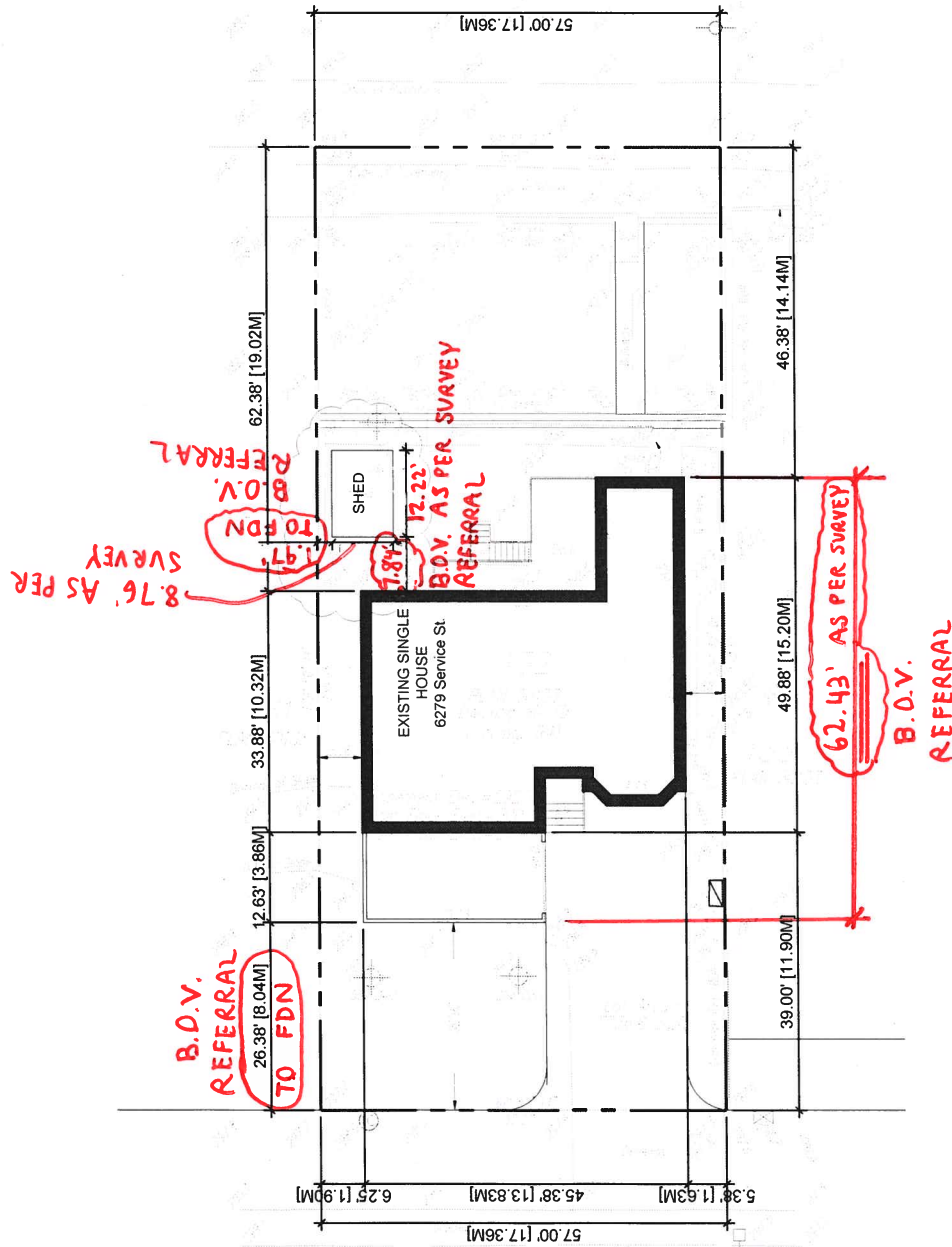 57.00' [17.36M]
62.38' [19.02M]
33.88' [10.32M]
12.63' [3.86M]
26.38' [8.04M]
TO FDN
B.O.V.
REFERRAL
8.76' AS PER
SURVEY
1.97'
TO FDN
B.O.V.
REFERRAL
SHED
12.22'
7.84'
B.O.V. AS PER SURVEY
REFERRAL
EXISTING SINGLE
HOUSE
6279 Service St.
46.38' [14.14M]
49.88' [15.20M]
39.00' [11.90M]
62.43' AS PER SURVEY
B.O.V.
REFERRAL
6.25' [1.90M]
45.38' [13.83M]
5.38' [1.63M]
57.00' [17.36M]